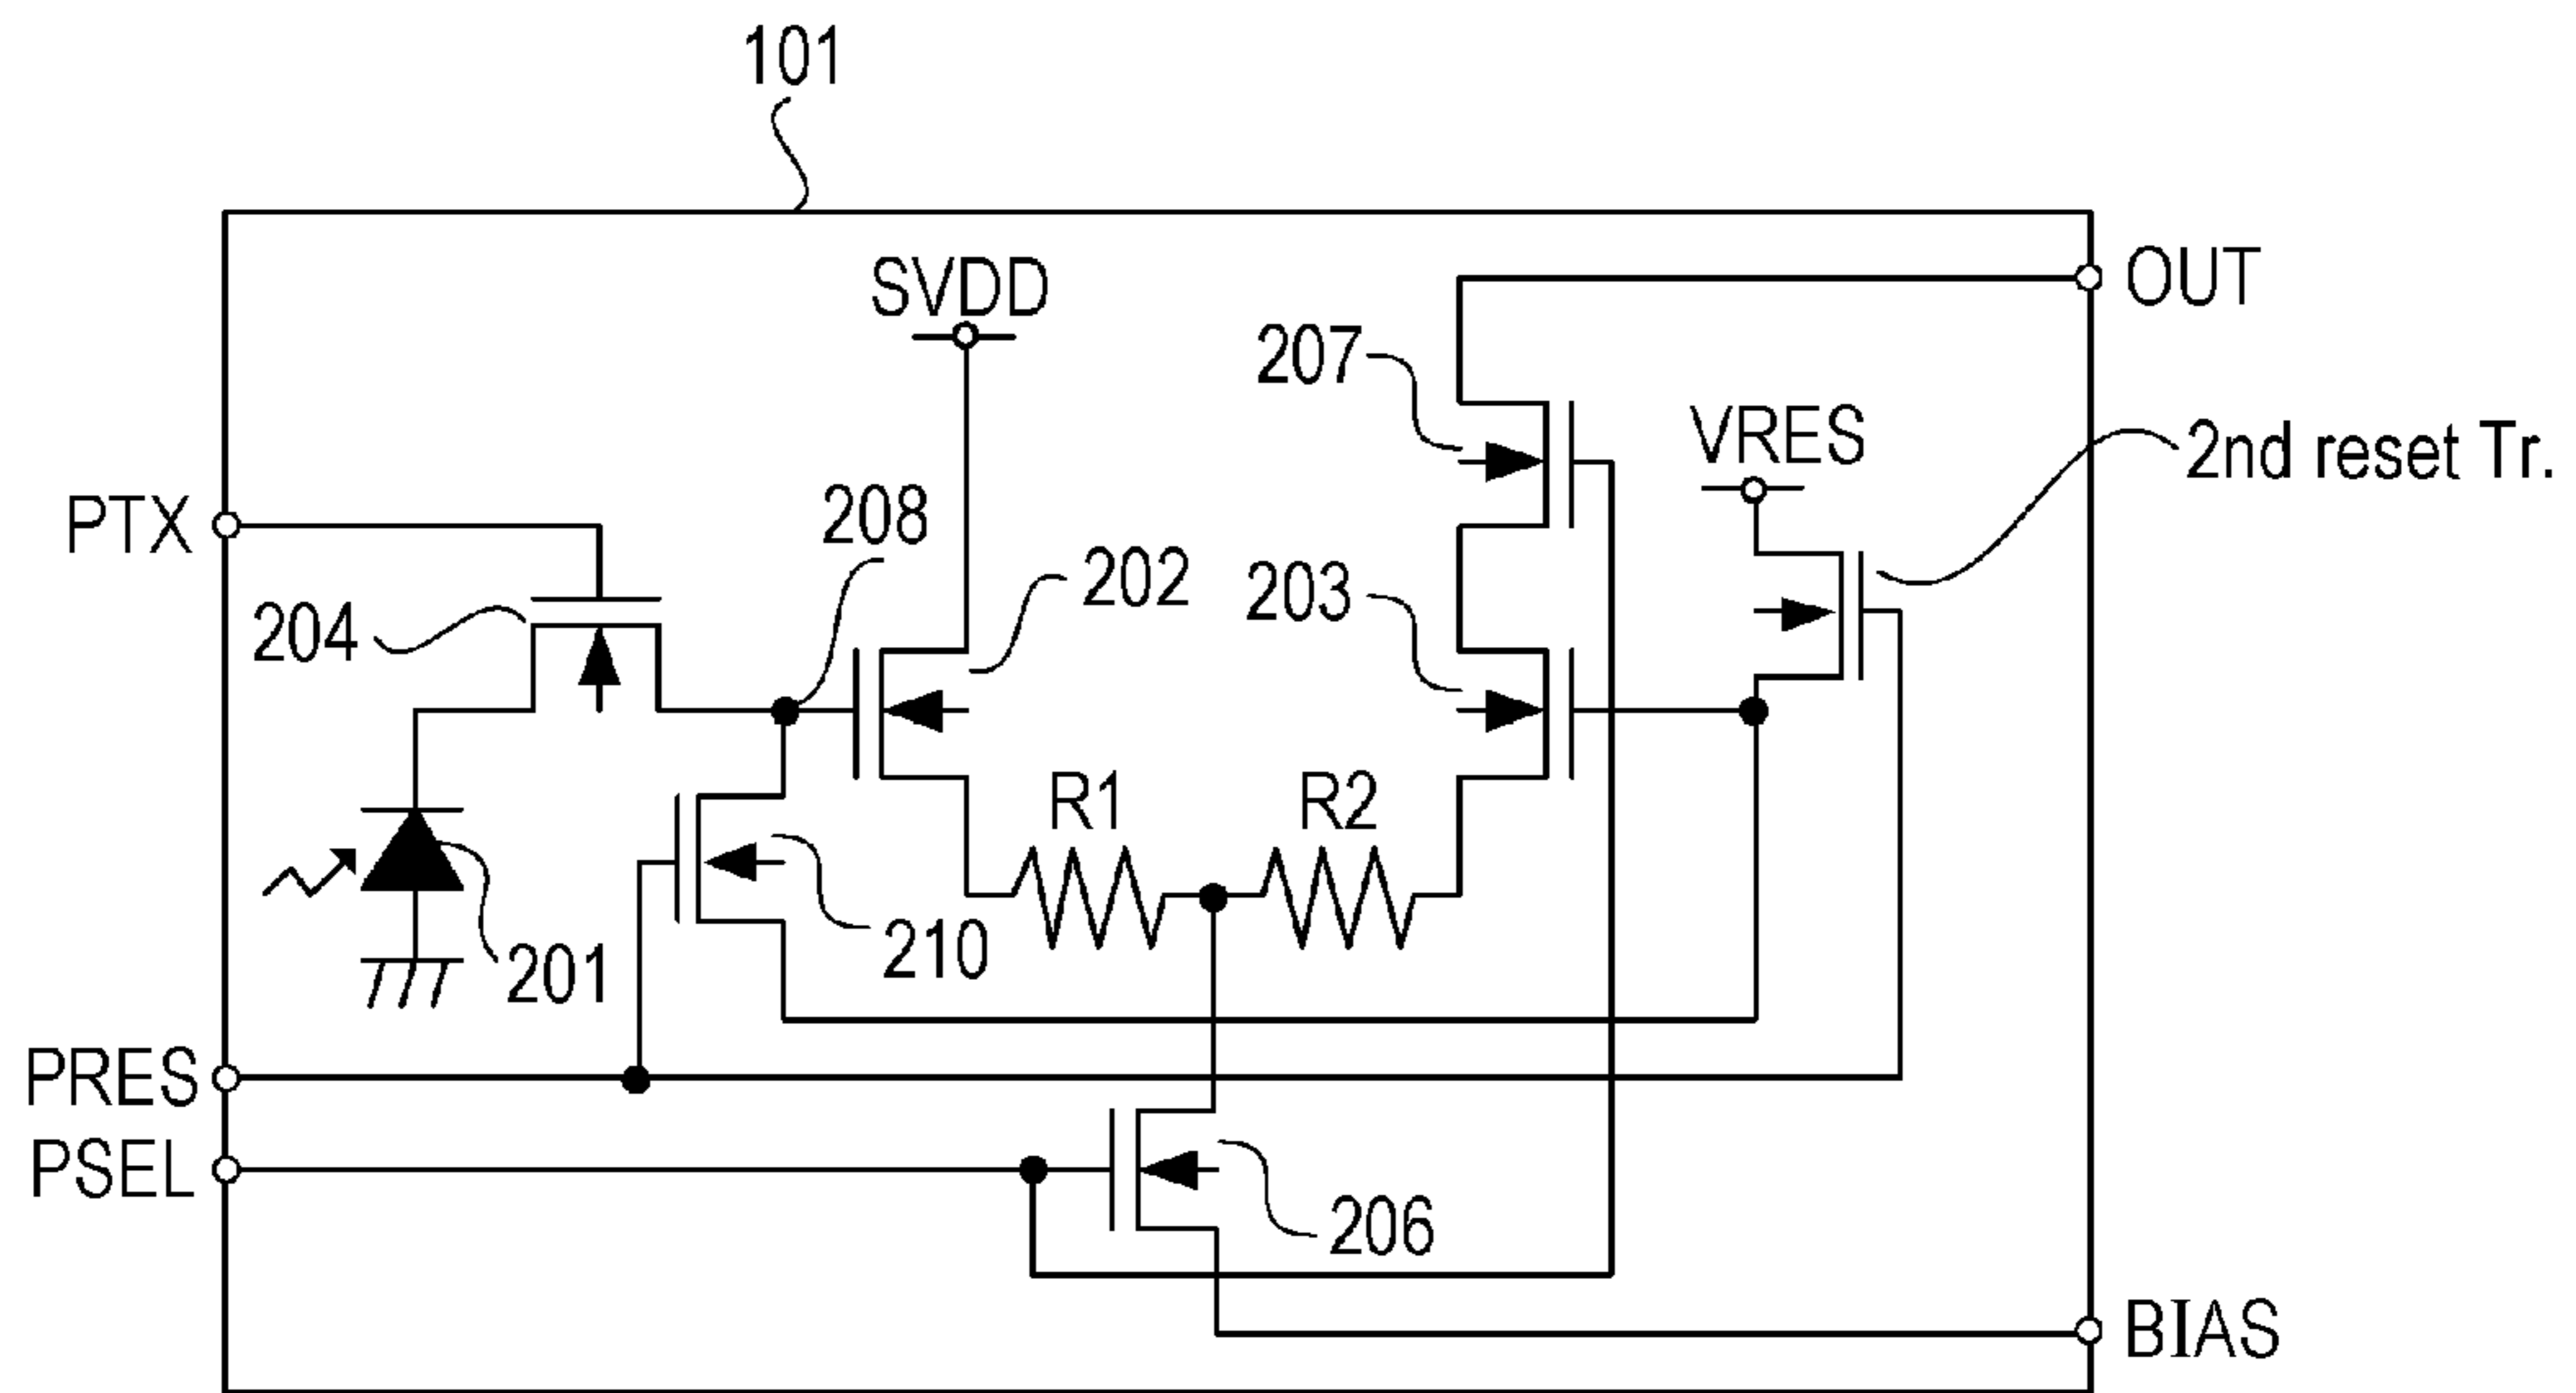 101
SVDD
OUT
207
VRES
2nd reset Tr.
PTX
208
202
203
204
R1
R2
210
201
PRES
PSEL
206
BIAS